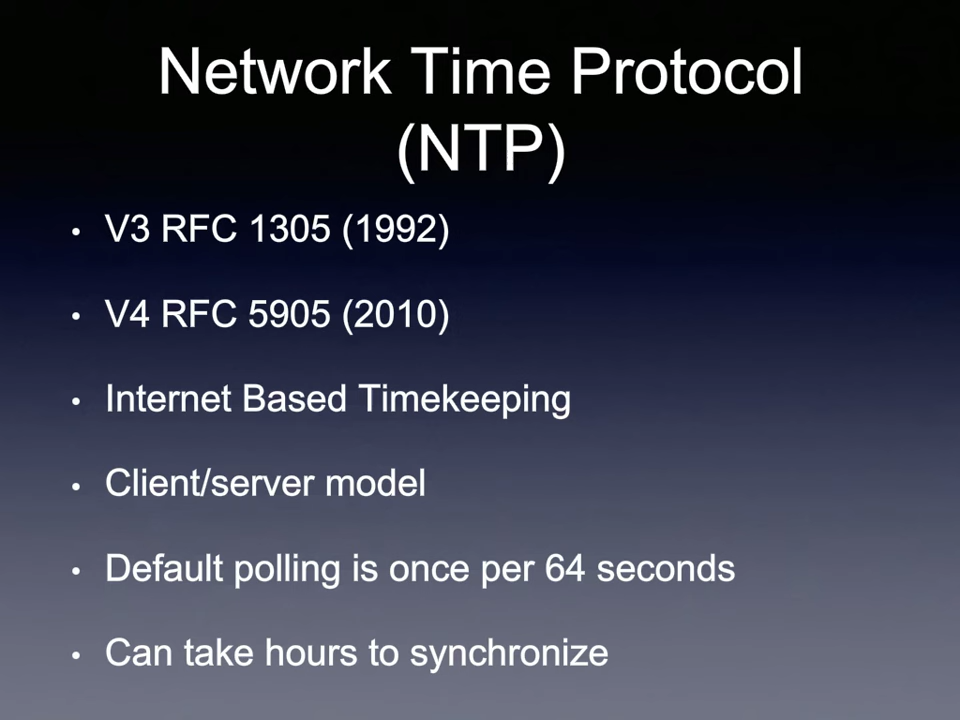 Network Time Protocol
(NTP)
• V3 RFC 1305 (1992)
• V4 RFC 5905 (2010)
• Internet Based Timekeeping
• Client/server model
• Default polling is once per 64 seconds
• Can take hours to synchronize